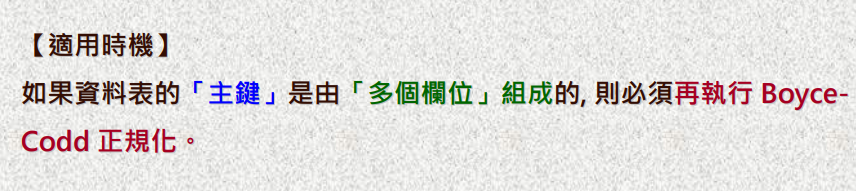 【適用時機】
如果資料表的「主鍵」是由「多個欄位」組成的, 則必須再執行 Boyce-
Codd 正規化。